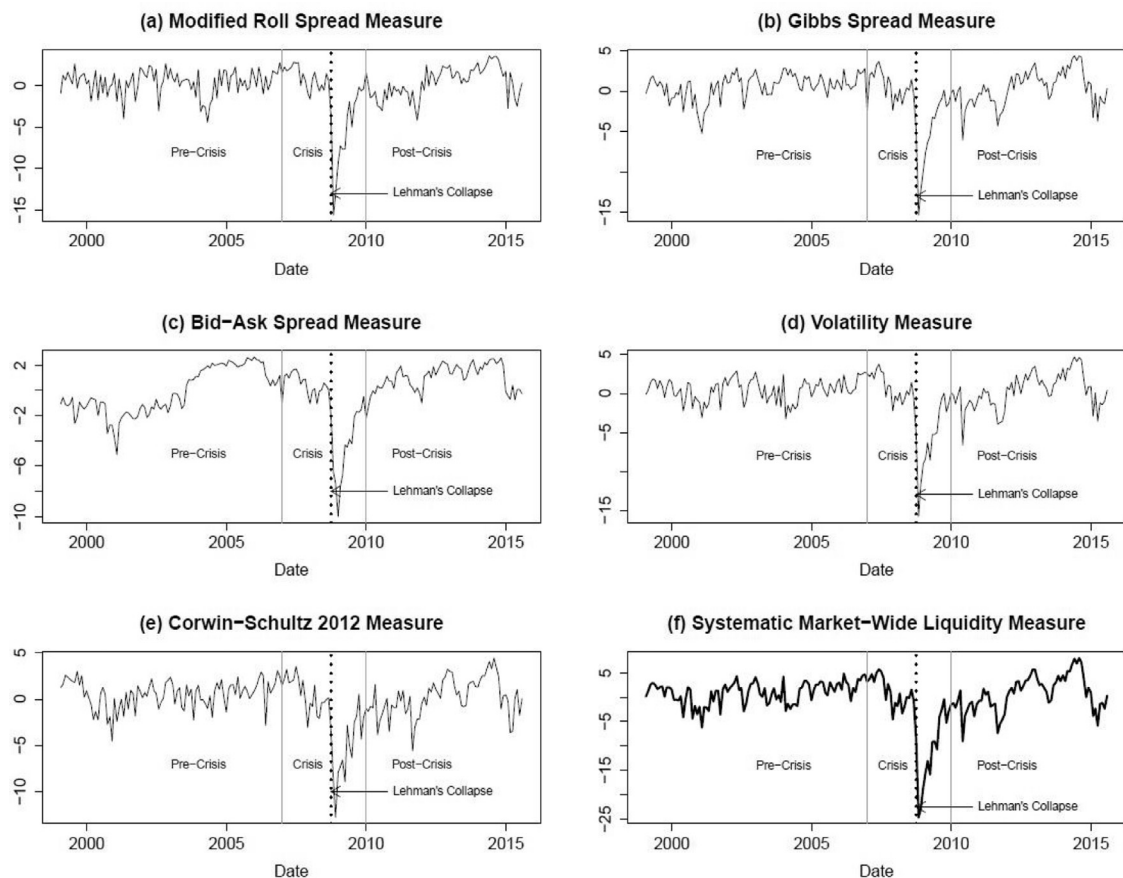 (a) Modified Roll Spread Measure
0
−5
−10
−15
Pre−Crisis
Crisis
Post−Crisis
Lehman's Collapse
2000
2005
2010
2015
Date
(b) Gibbs Spread Measure
5
0
−5
−15
Pre−Crisis
Crisis
Post−Crisis
Lehman's Collapse
2000
2005
2010
2015
Date
(c) Bid−Ask Spread Measure
2
−2
−6
−10
Pre−Crisis
Crisis
Post−Crisis
Lehman's Collapse
2000
2005
2010
2015
Date
(d) Volatility Measure
5
0
−5
−15
Pre−Crisis
Crisis
Post−Crisis
Lehman's Collapse
2000
2005
2010
2015
Date
(e) Corwin−Schultz 2012 Measure
5
0
−5
−10
Pre−Crisis
Crisis
Post−Crisis
Lehman's Collapse
2000
2005
2010
2015
Date
(f) Systematic Market−Wide Liquidity Measure
5
−5
−15
−25
Pre−Crisis
Crisis
Post−Crisis
Lehman's Collapse
2000
2005
2010
2015
Date